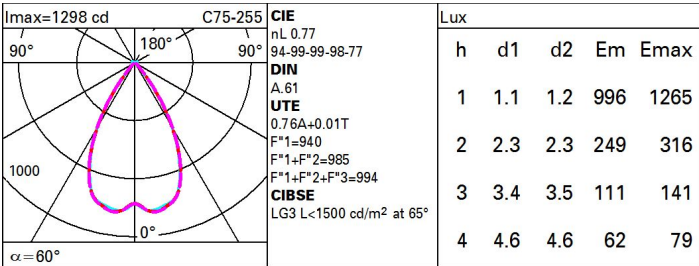 Imax=1298 cd C75-255
90° 180° 90°
1000
0°
α=60°
CIE
nL 0.77
94-99-99-98-77
DIN
A.61
UTE
0.76A+0.01T
F"1=940
F"1+F"2=985
F"1+F"2+F"3=994
CIBSE
LG3 L<1500 cd/m² at 65°
Lux
h d1 d2 Em Emax
1 1.1 1.2 996 1265
2 2.3 2.3 249 316
3 3.4 3.5 111 141
4 4.6 4.6 62 79